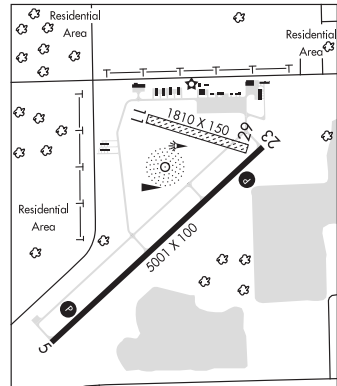 Residential
Area
Residential
Area
1810 X 150
11
29
23
P
Residential
Area
5001 X 100
P
5